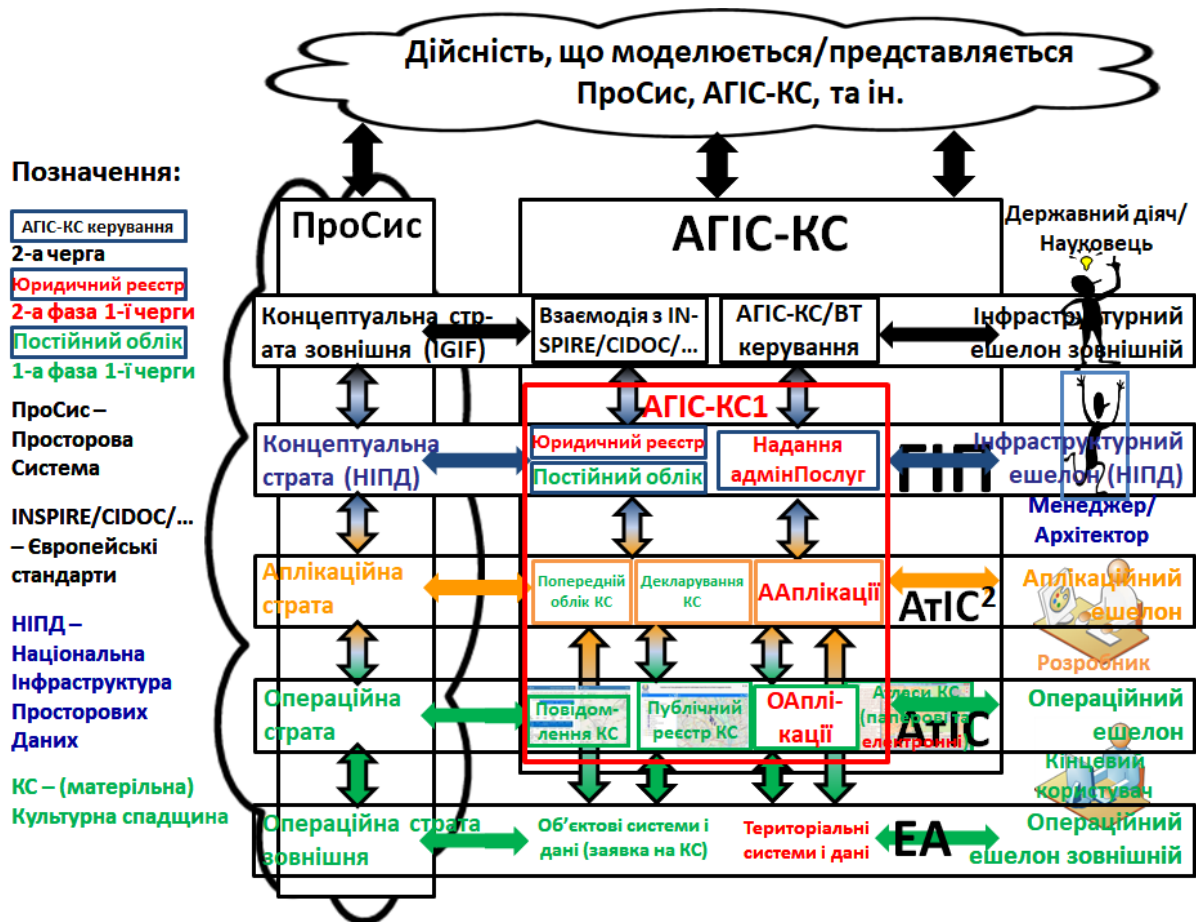 Дійсність, що моделюється/представляється
ПроСис, АГІС-КС, та ін.
Позначення:
АГІС-КС керування
2-а черга
Юридичний реєстр
2-а фаза 1-ї черги
Постійний облік
1-а фаза 1-ї черги
ПроСис –
Просторова
Система
INSPIRE/CIDOC/...
– Європейські
стандарти
НІПД –
Національна
Інфраструктура
Просторових
Даних
КС – (матерільна)
Культурна спадщина
ПроСис
АГІС-КС
Державний діяч/
Науковець
Концептуальна стр-
ата зовнішня (IGIF)
Взаємодія з IN-
SPIRE/CIDOC/...
АГІС-КС/ВТ
керування
Інфраструктурний
ешелон зовнішній
АГІС-КС1
Концептуальна
страта (НІПД)
Юридичний реєстр
Постійний облік
Надання
адмінПослуг
ГІП
Інфраструктурний
ешелон (НІПД)
Менеджер/
Архітектор
Аплікаційна
страта
Попередній
облік КС
Декларування
КС
ААплікації
АтІС²
Аплікаційний
ешелон
Розробник
Операційна
страта
Повідом-
лення КС
Публічний
реєстр КС
ОАплі-
кації
Атласи КС
(паперові та
електронні)
АтІС
Операційний
ешелон
Кінцевий
користувач
Операційна страта
зовнішня
Об'єктові системи і
дані (заявка на КС)
Територіальні
системи і дані
ЕА
Операційний
ешелон зовнішній